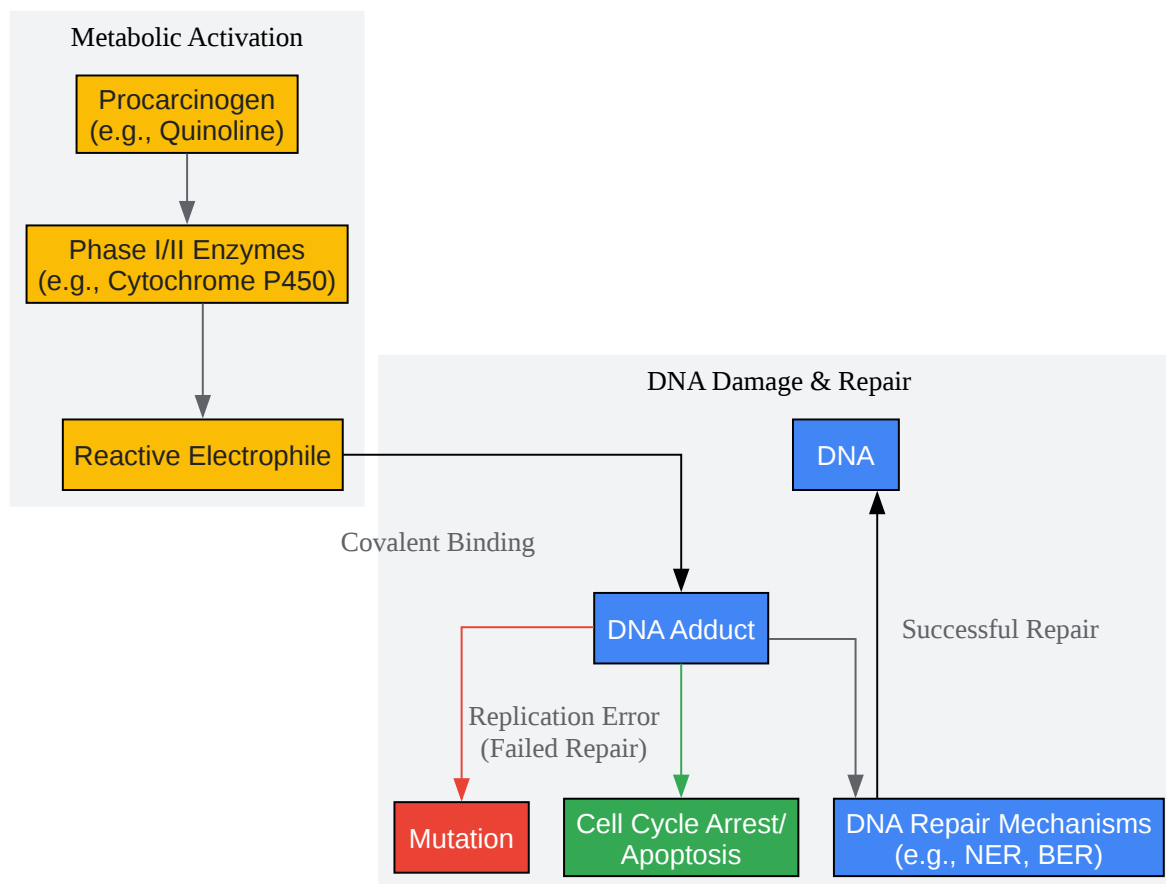 Metabolic Activation
Procarcinogen
(e.g., Quinoline)
Phase I/II Enzymes
(e.g., Cytochrome P450)
Reactive Electrophile
DNA Damage & Repair
DNA
Covalent Binding
DNA Adduct
Successful Repair
Replication Error
(Failed Repair)
Mutation
Cell Cycle Arrest/
Apoptosis
DNA Repair Mechanisms
(e.g., NER, BER)